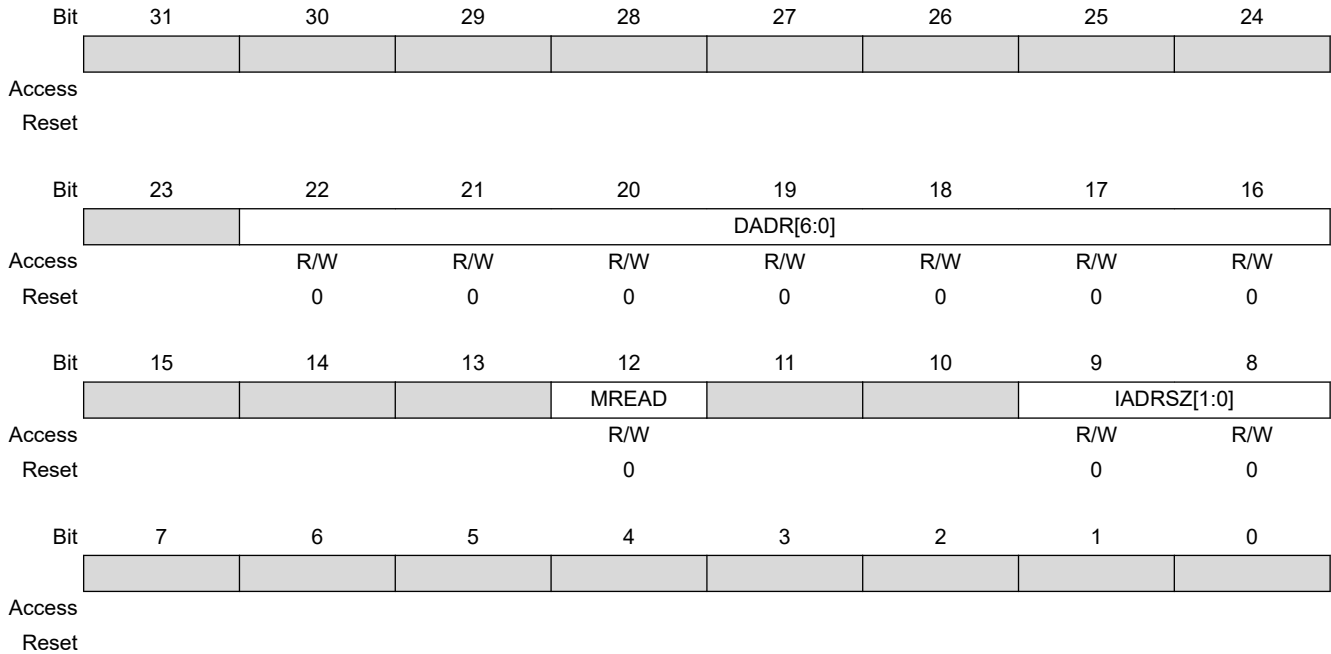 Bit 31 30 29 28 27 26 25 24
Access
Reset
Bit 23 22 21 20 19 18 17 16
DADR[6:0]
Access R/W R/W R/W R/W R/W R/W R/W
Reset 0 0 0 0 0 0 0
Bit 15 14 13 12 11 10 9 8
MREAD IADRSZ[1:0]
Access R/W R/W R/W
Reset 0 0 0
Bit 7 6 5 4 3 2 1 0
Access
Reset